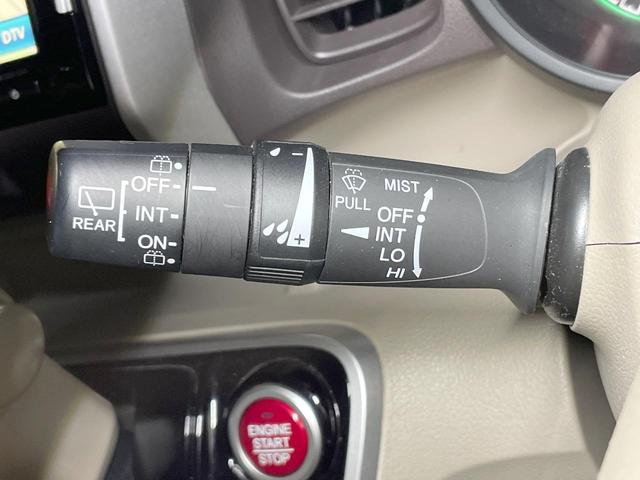 DTV
OFF
INT
REAR
ON
-
+
PULL
MIST
OFF
INT
LO
HI
ENGINE
START
STOP